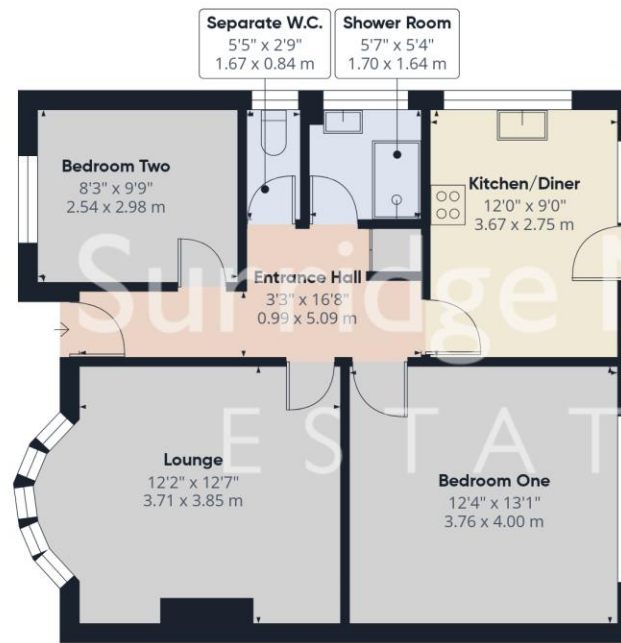 Separate W.C.
5'5" x 2'9"
1.67 x 0.84 m
Shower Room
5'7" x 5'4"
1.70 x 1.64 m
Bedroom Two
8'3" x 9'9"
2.54 x 2.98 m
Kitchen/Diner
12'0" x 9'0"
3.67 x 2.75 m
Entrance Hall
3'3" x 16'8"
0.99 x 5.09 m
Surridge
ESTAT
Lounge
12'2" x 12'7"
3.71 x 3.85 m
Bedroom One
12'4" x 13'1"
3.76 x 4.00 m